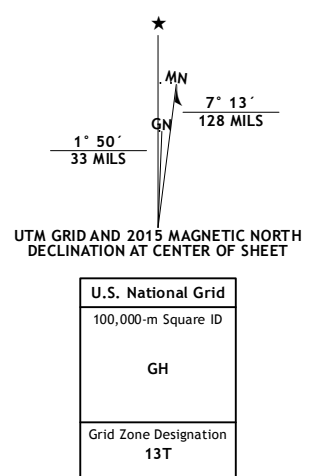 MN
7° 13´
128 MILS
GN
1° 50´
33 MILS
UTM GRID AND 2015 MAGNETIC NORTH
DECLINATION AT CENTER OF SHEET
U.S. National Grid
100,000-m Square ID
GH
Grid Zone Designation
13T